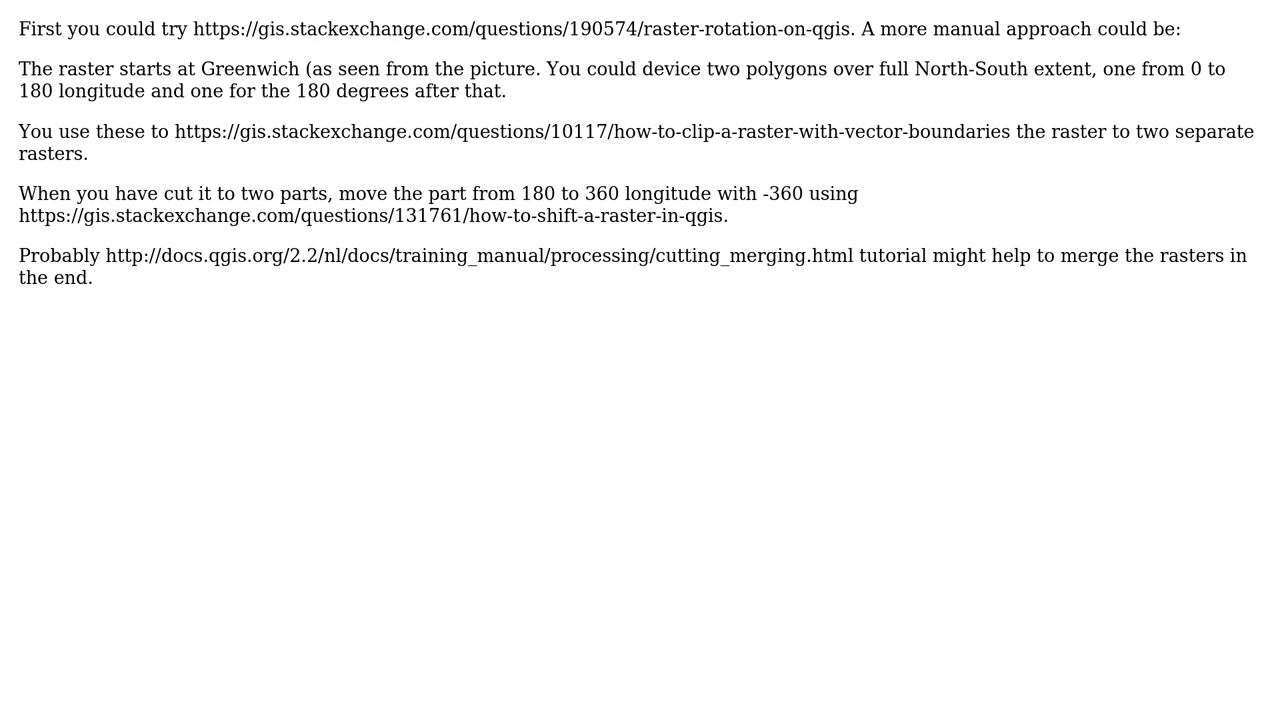 First you could try https://gis.stackexchange.com/questions/190574/raster-rotation-on-qgis. A more manual approach could be:
The raster starts at Greenwich (as seen from the picture. You could device two polygons over full North-South extent, one from 0 to
180 longitude and one for the 180 degrees after that.
You use these to https://gis.stackexchange.com/questions/10117/how-to-clip-a-raster-with-vector-boundaries the raster to two separate
rasters.
When you have cut it to two parts, move the part from 180 to 360 longitude with -360 using
https://gis.stackexchange.com/questions/131761/how-to-shift-a-raster-in-qgis.
Probably http://docs.qgis.org/2.2/nl/docs/training_manual/processing/cutting_merging.html tutorial might help to merge the rasters in
the end.